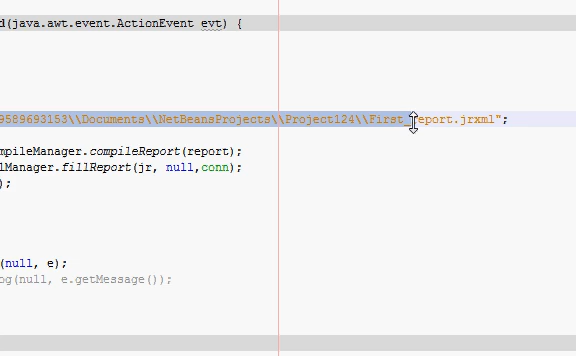 d(java.awt.event.ActionEvent evt) {
9589693153\\Documents\\NetBeansProjects\\Project124\\First_report.jrxml";
mpileManager.compileReport(report);
lManager.fillReport(jr, null,conn);
);
(null, e);
og(null, e.getMessage());